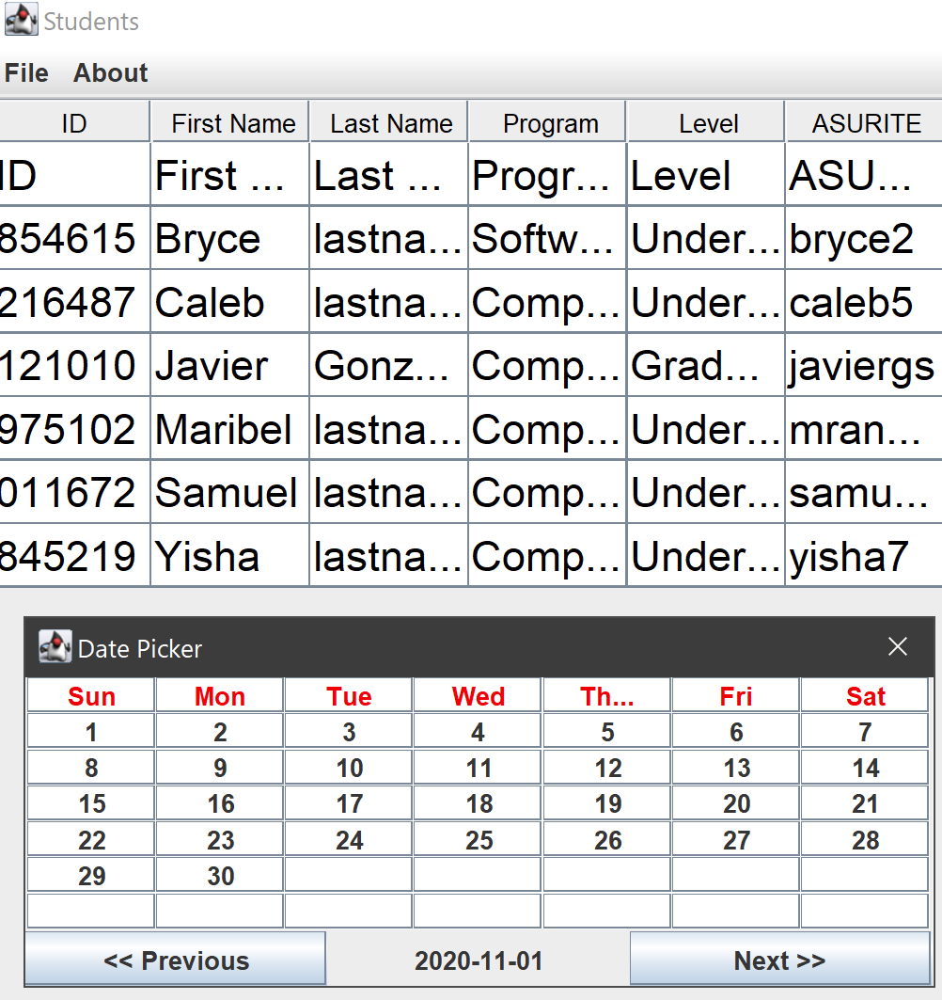 Students
File About
ID First Name Last Name Program Level ASURITE
ID First ... Last ... Progr... Level ASU...
854615 Bryce lastna... Softw... Under... bryce2
216487 Caleb lastna... Comp... Under... caleb5
121010 Javier Gonz... Comp... Grad... javiergs
975102 Maribel lastna... Comp... Under... mran...
011672 Samuel lastna... Comp... Under... samu...
845219 Yisha lastna... Comp... Under... yisha7
Date Picker
Sun Mon Tue Wed Th... Fri Sat
1 2 3 4 5 6 7
8 9 10 11 12 13 14
15 16 17 18 19 20 21
22 23 24 25 26 27 28
29 30
<< Previous 2020-11-01 Next >>